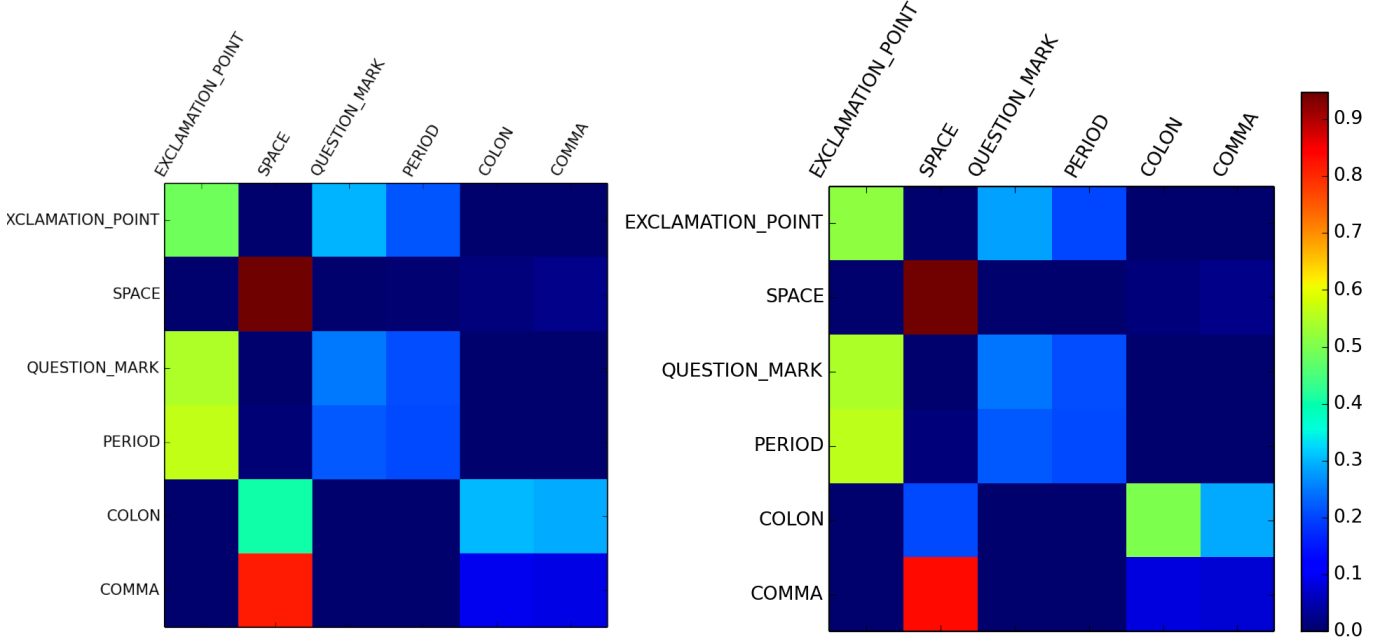 EXCLAMATION_POINT
SPACE
QUESTION_MARK
PERIOD
COLON
COMMA
XCLAMATION_POINT
SPACE
QUESTION_MARK
PERIOD
COLON
COMMA
EXCLAMATION_POINT
SPACE
QUESTION_MARK
PERIOD
COLON
COMMA
EXCLAMATION_POINT
SPACE
QUESTION_MARK
PERIOD
COLON
COMMA
0.9
0.8
0.7
0.6
0.5
0.4
0.3
0.2
0.1
0.0